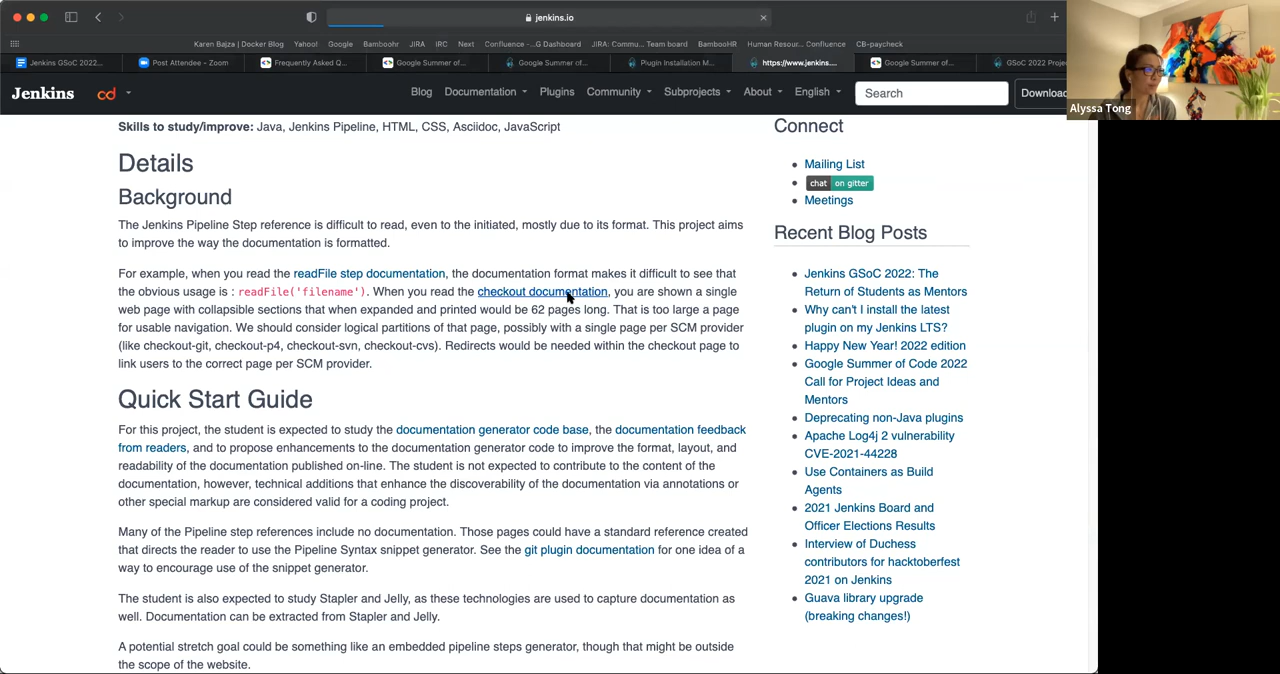 jenkins.io
Karen Bajza | Docker Blog
Yahoo!
Google
Bamboohr
JIRA
IRC
Next
Confluence -...G Dashboard
JIRA: Commu... Team board
BambooHR
Human Resour... Confluence
CB-paycheck
Jenkins GSoC 2022...
Post Attendee - Zoom
Frequently Asked Q...
Google Summer of...
Google Summer of...
Plugin Installation M...
https://www.jenkins....
Google Summer of...
GSoC 2022 Proje
Alyssa Tong
Jenkins
cd
Blog
Documentation
Plugins
Community
Subprojects
About
English
Search
Download
Skills to study/improve: Java, Jenkins Pipeline, HTML, CSS, Asciidoc, JavaScript
Details
Background
The Jenkins Pipeline Step reference is difficult to read, even to the initiated, mostly due to its format. This project aims
to improve the way the documentation is formatted.
For example, when you read the readFile step documentation, the documentation format makes it difficult to see that
the obvious usage is : readFile('filename'). When you read the checkout documentation, you are shown a single
web page with collapsible sections that when expanded and printed would be 62 pages long. That is too large a page
for usable navigation. We should consider logical partitions of that page, possibly with a single page per SCM provider
(like checkout-git, checkout-p4, checkout-svn, checkout-cvs). Redirects would be needed within the checkout page to
link users to the correct page per SCM provider.
Quick Start Guide
For this project, the student is expected to study the documentation generator code base, the documentation feedback
from readers, and to propose enhancements to the documentation generator code to improve the format, layout, and
readability of the documentation published on-line. The student is not expected to contribute to the content of the
documentation, however, technical additions that enhance the discoverability of the documentation via annotations or
other special markup are considered valid for a coding project.
Many of the Pipeline step references include no documentation. Those pages could have a standard reference created
that directs the reader to use the Pipeline Syntax snippet generator. See the git plugin documentation for one idea of a
way to encourage use of the snippet generator.
The student is also expected to study Stapler and Jelly, as these technologies are used to capture documentation as
well. Documentation can be extracted from Stapler and Jelly.
A potential stretch goal could be something like an embedded pipeline steps generator, though that might be outside
the scope of the website.
Connect
Mailing List
chat on gitter
Meetings
Recent Blog Posts
Jenkins GSoC 2022: The
Return of Students as Mentors
Why can't I install the latest
plugin on my Jenkins LTS?
Happy New Year! 2022 edition
Google Summer of Code 2022
Call for Project Ideas and
Mentors
Deprecating non-Java plugins
Apache Log4j 2 vulnerability
CVE-2021-44228
Use Containers as Build
Agents
2021 Jenkins Board and
Officer Elections Results
Interview of Duchess
contributors for hacktoberfest
2021 on Jenkins
Guava library upgrade
(breaking changes!)